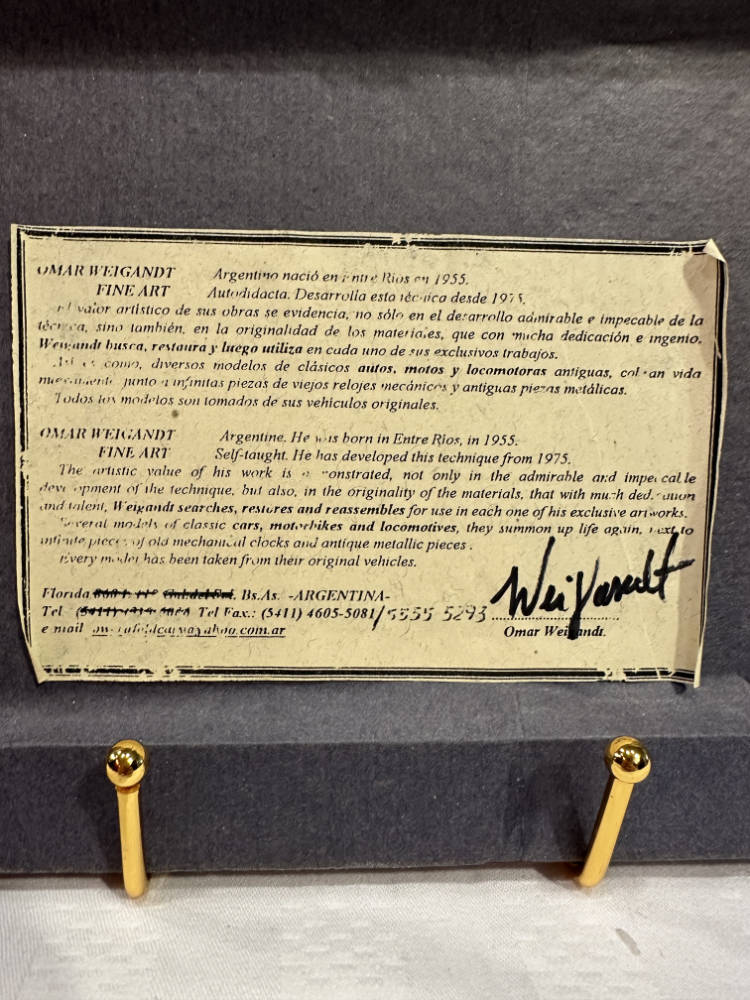 OMAR WEIGANDT Argentino nació en Entre Ríos en 1955.
FINE ART Autodidacta. Desarrolla esta técnica desde 1975.
el valor artístico de sus obras se evidencia, no sólo en el desarrollo admirable e impecable de la
técnica, sino también, en la originalidad de los materiales, que con mucha dedicación e ingenio,
Weigandt busca, restaura y luego utiliza en cada uno de sus exclusivos trabajos.
Así es como, diversos modelos de clásicos autos, motos y locomotoras antiguas, cobran vida
nuevamente junto a infinitas piezas de viejos relojes mecánicos y antiguas piezas metálicas.
Todos los modelos son tomados de sus vehículos originales.
OMAR WEIGANDT Argentine. He was born in Entre Ríos, in 1955.
FINE ART Self-taught. He has developed this technique from 1975.
The artistic value of his work is demonstrated, not only in the admirable and impeccable
development of the technique, but also, in the originality of the materials, that with much dedication
and talent, Weigandt searches, restores and reassembles for use in each one of his exclusive artworks.
Several models of classic cars, motorbikes and locomotives, they summon up life again, next to
infinite pieces of old mechanical clocks and antique metallic pieces .
Every model has been taken from their original vehicles.
Weigandt
Florida Bs.As. -ARGENTINA-
Tel Tel Fax.: (5411) 4605-5081/5555 5293
e mail
Omar Weigandt.